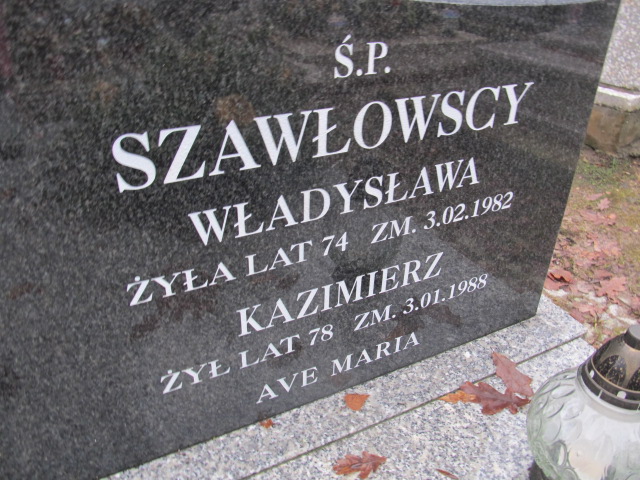 Ś.P.
SZAWŁOWSCY
WŁADYSŁAWA
ŻYŁA LAT 74 ZM. 3.02.1982
KAZIMIERZ
ŻYŁ LAT 78 ZM. 3.01.1988
AVE MARIA